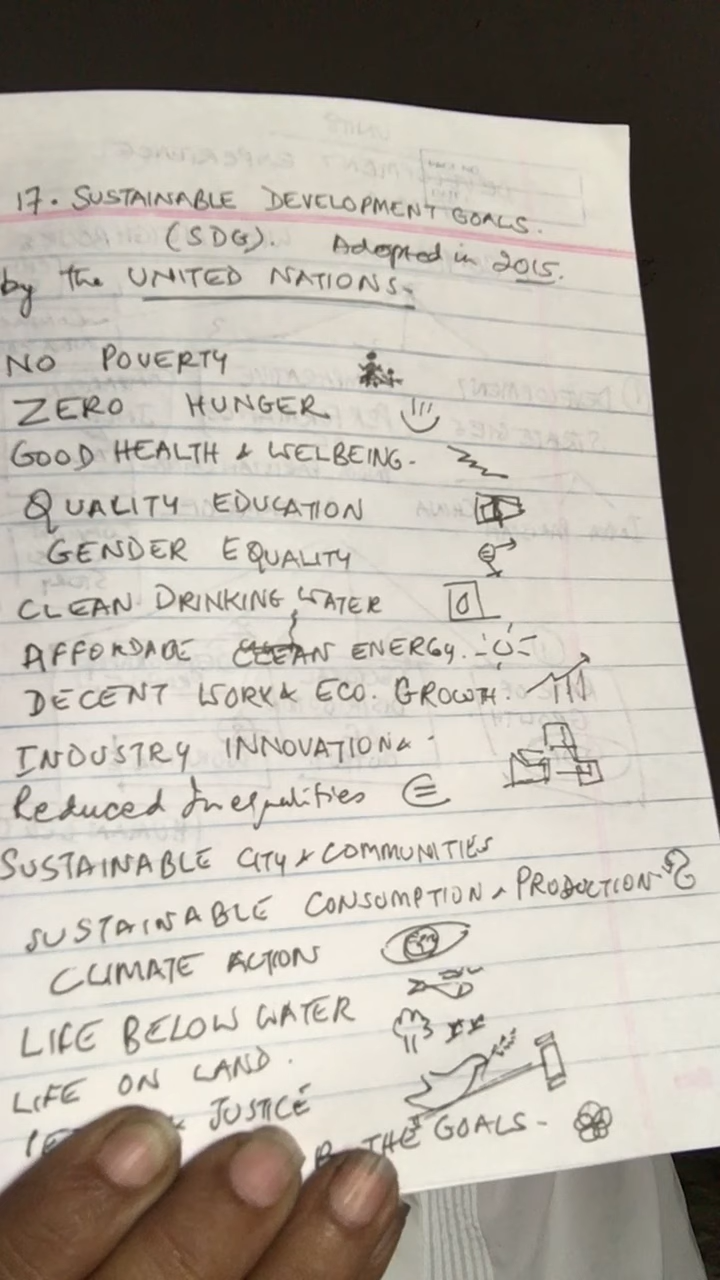 17. SUSTAINABLE DEVELOPMENT GOALS.
(SDG). Adopted in 2015.
by the UNITED NATIONS.
NO POVERTY
ZERO HUNGER
GOOD HEALTH & WELBEING.
QUALITY EDUCATION
GENDER EQUALITY
CLEAN DRINKING WATER
AFFORDABE CLEAN ENERGY.
DECENT WORK & ECO. GROWTH.
INDUSTRY INNOVATION &
Reduced Inequalities
SUSTAINABLE CITY & COMMUNITIES
SUSTAINABLE CONSUMPTION & PRODUCTION
CLIMATE ACTION
LIFE BELOW WATER
LIFE ON LAND.
JUSTICE
THE GOALS-